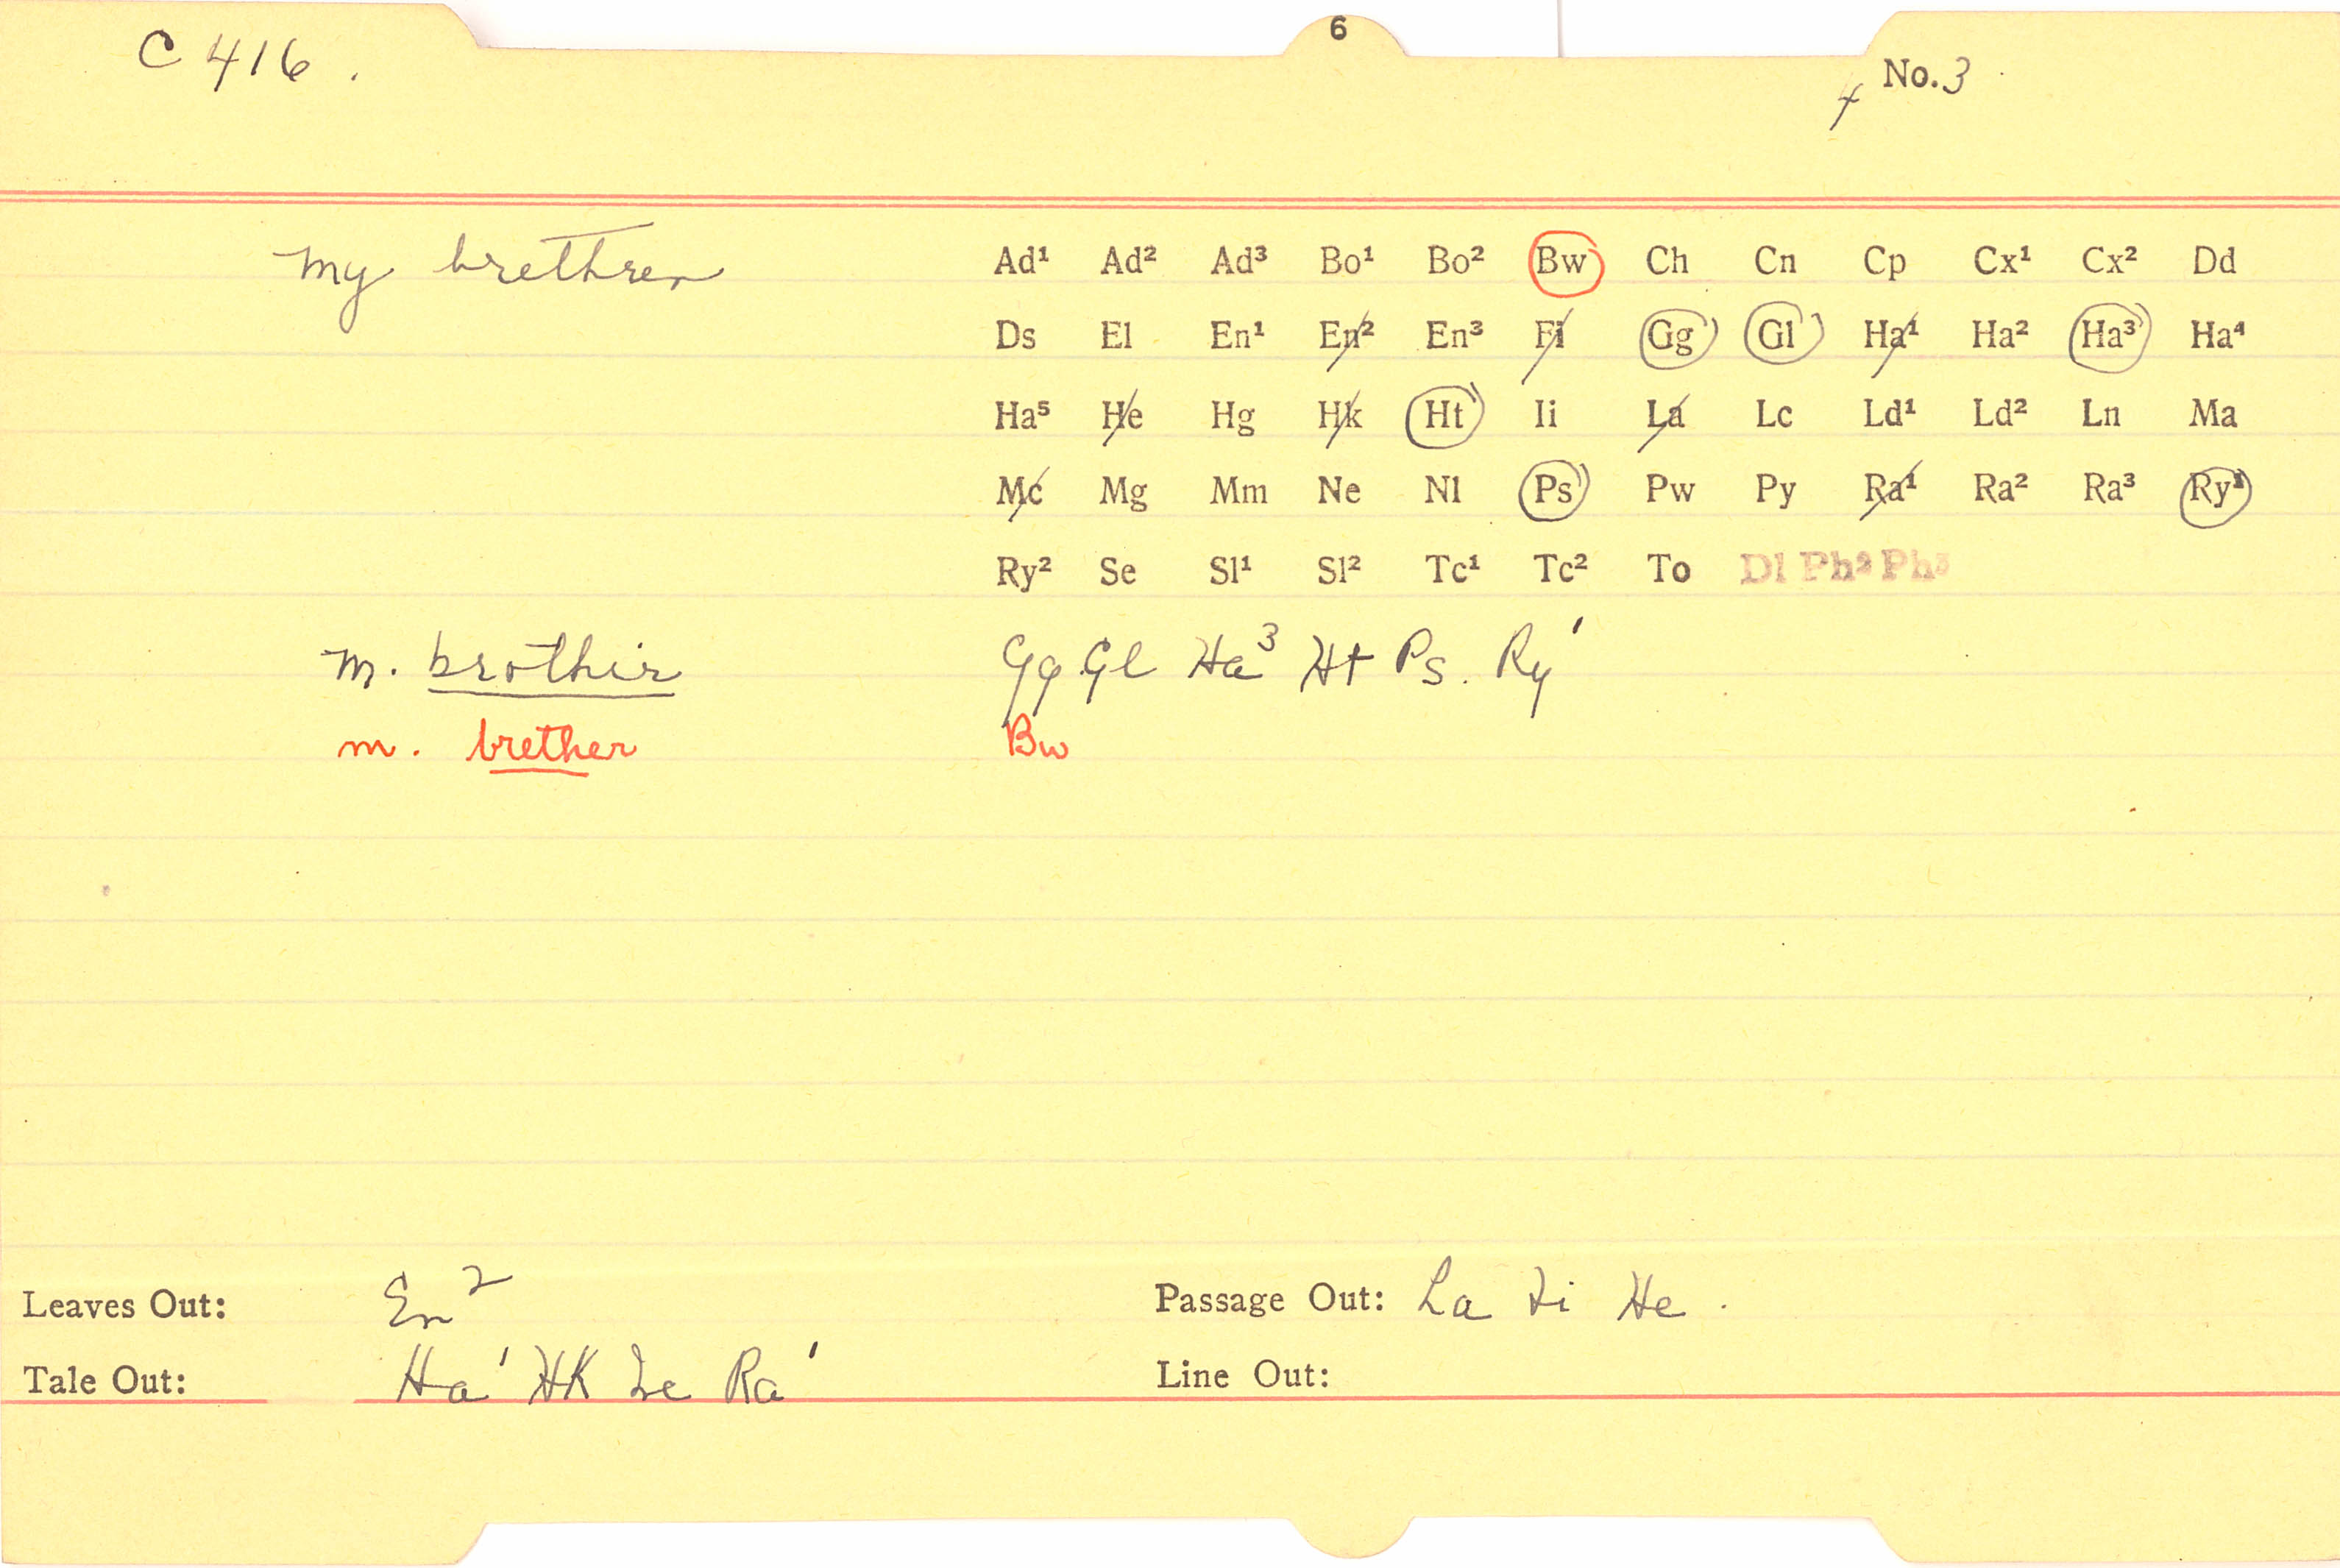 6
C 416.
No. 3
4
my brethren
Ad¹ Ad² Ad³ Bo¹ Bo² Bw Ch Cn Cp Cx¹ Cx² Dd
Ds El En¹ En² En³ Fi Gg Gl Ha¹ Ha² Ha³ Ha⁴
Ha⁵ He Hg Hk Ht Ii La Lc Ld¹ Ld² Ln Ma
Mc Mg Mm Ne Nl Ps Pw Py Ra¹ Ra² Ra³ Ry¹
Ry² Se Sl¹ Sl² Tc¹ Tc² To Dl Ph² Ph³
m. brothir Gg Gl Ha³ Ht Ps. Ry¹
m. brether Bw
Leaves Out: En² Passage Out: La Fi He.
Tale Out: Ha¹ Hk Mc Ra¹ Line Out: